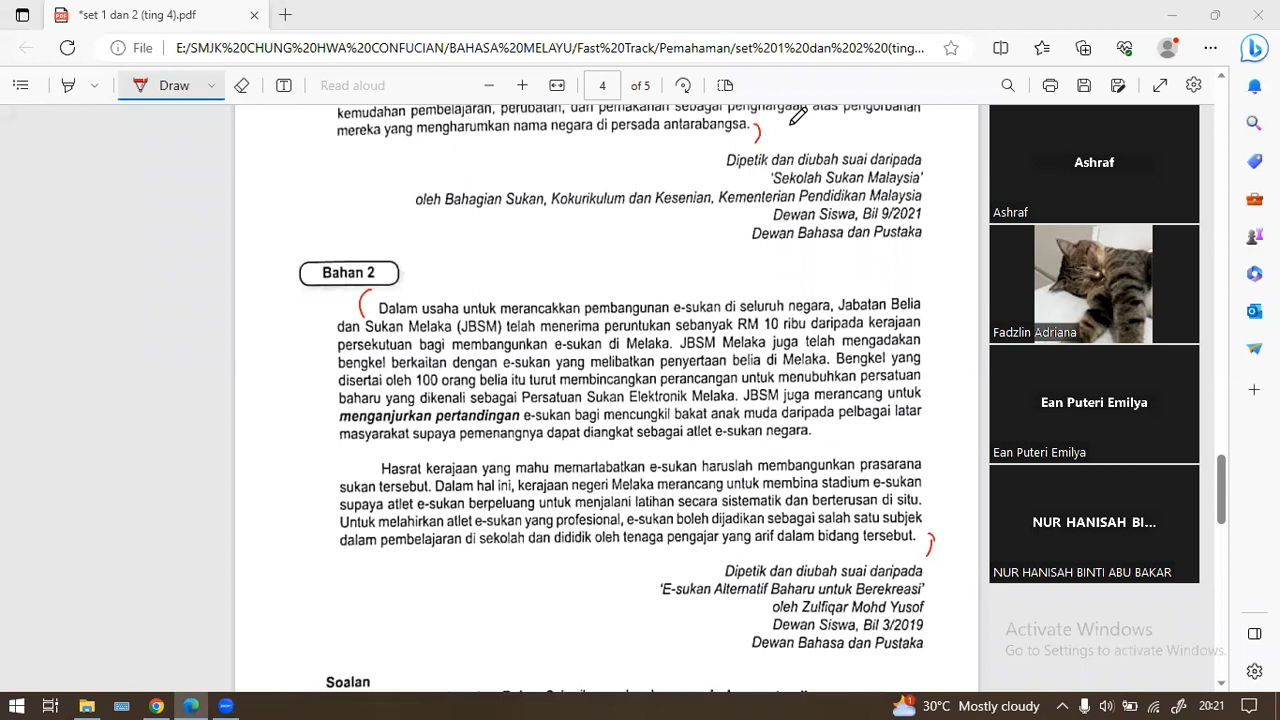 *set 1 dan 2 (ting 4).pdf
File
E:/SMJK%20CHUNG%20HWA%20CONFUCIAN/BAHASA%20MELAYU/Fast%20Track/Pemahaman/set%201%20dan%202%20(ting...
Draw
Read aloud
4 of 5
kemudahan pembelajaran, perubatan, dan pemakanan sebagai penghargaan atas pengorbanan
mereka yang mengharumkan nama negara di persada antarabangsa.
Dipetik dan diubah suai daripada
'Sekolah Sukan Malaysia'
oleh Bahagian Sukan, Kokurikulum dan Kesenian, Kementerian Pendidikan Malaysia
Dewan Siswa, Bil 9/2021
Dewan Bahasa dan Pustaka
Bahan 2
Dalam usaha untuk merancakkan pembangunan e-sukan di seluruh negara, Jabatan Belia
dan Sukan Melaka (JBSM) telah menerima peruntukan sebanyak RM 10 ribu daripada kerajaan
persekutuan bagi membangunkan e-sukan di Melaka. JBSM Melaka juga telah mengadakan
bengkel berkaitan dengan e-sukan yang melibatkan penyertaan belia di Melaka. Bengkel yang
disertai oleh 100 orang belia itu turut membincangkan perancangan untuk menubuhkan persatuan
baharu yang dikenali sebagai Persatuan Sukan Elektronik Melaka. JBSM juga merancang untuk
menganjurkan pertandingan e-sukan bagi mencungkil bakat anak muda daripada pelbagai latar
masyarakat supaya pemenangnya dapat diangkat sebagai atlet e-sukan negara.
Hasrat kerajaan yang mahu memartabatkan e-sukan haruslah membangunkan prasarana
sukan tersebut. Dalam hal ini, kerajaan negeri Melaka merancang untuk membina stadium e-sukan
supaya atlet e-sukan berpeluang untuk menjalani latihan secara sistematik dan berterusan di situ.
Untuk melahirkan atlet e-sukan yang profesional, e-sukan boleh dijadikan sebagai salah satu subjek
dalam pembelajaran di sekolah dan dididik oleh tenaga pengajar yang arif dalam bidang tersebut.
Dipetik dan diubah suai daripada
'E-sukan Alternatif Baharu untuk Berekreasi'
oleh Zulfiqar Mohd Yusof
Dewan Siswa, Bil 3/2019
Dewan Bahasa dan Pustaka
Soalan
Ashraf
Ashraf
Fadzlin Adriana
Ean Puteri Emilya
Ean Puteri Emilya
NUR HANISAH BI...
NUR HANISAH BINTI ABU BAKAR
Activate Windows
Go to Settings to activate Windows.
1
30°C Mostly cloudy
20:21